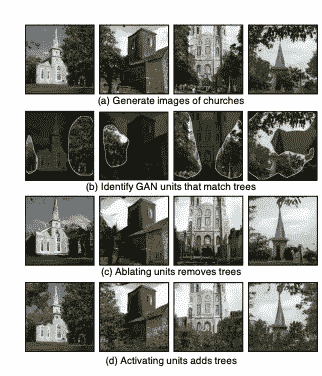 (a) Generate images of churches
(b) Identify GAN units that match trees
(c) Ablating units removes trees
(d) Activating units adds trees